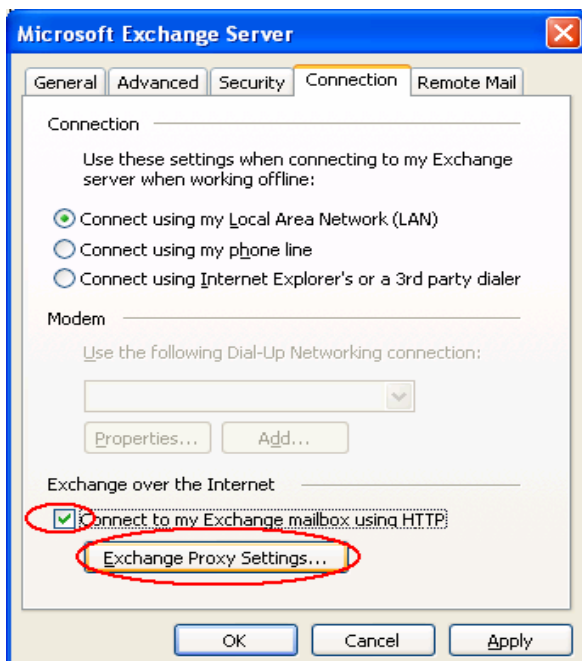 Microsoft Exchange Server
General Advanced Security Connection Remote Mail
Connection
Use these settings when connecting to my Exchange
server when working offline:
Connect using my Local Area Network (LAN)
Connect using my phone line
Connect using Internet Explorer's or a 3rd party dialer
Modem
Use the following Dial-Up Networking connection:
Properties... Add...
Exchange over the Internet
Connect to my Exchange mailbox using HTTP
Exchange Proxy Settings...
OK Cancel Apply